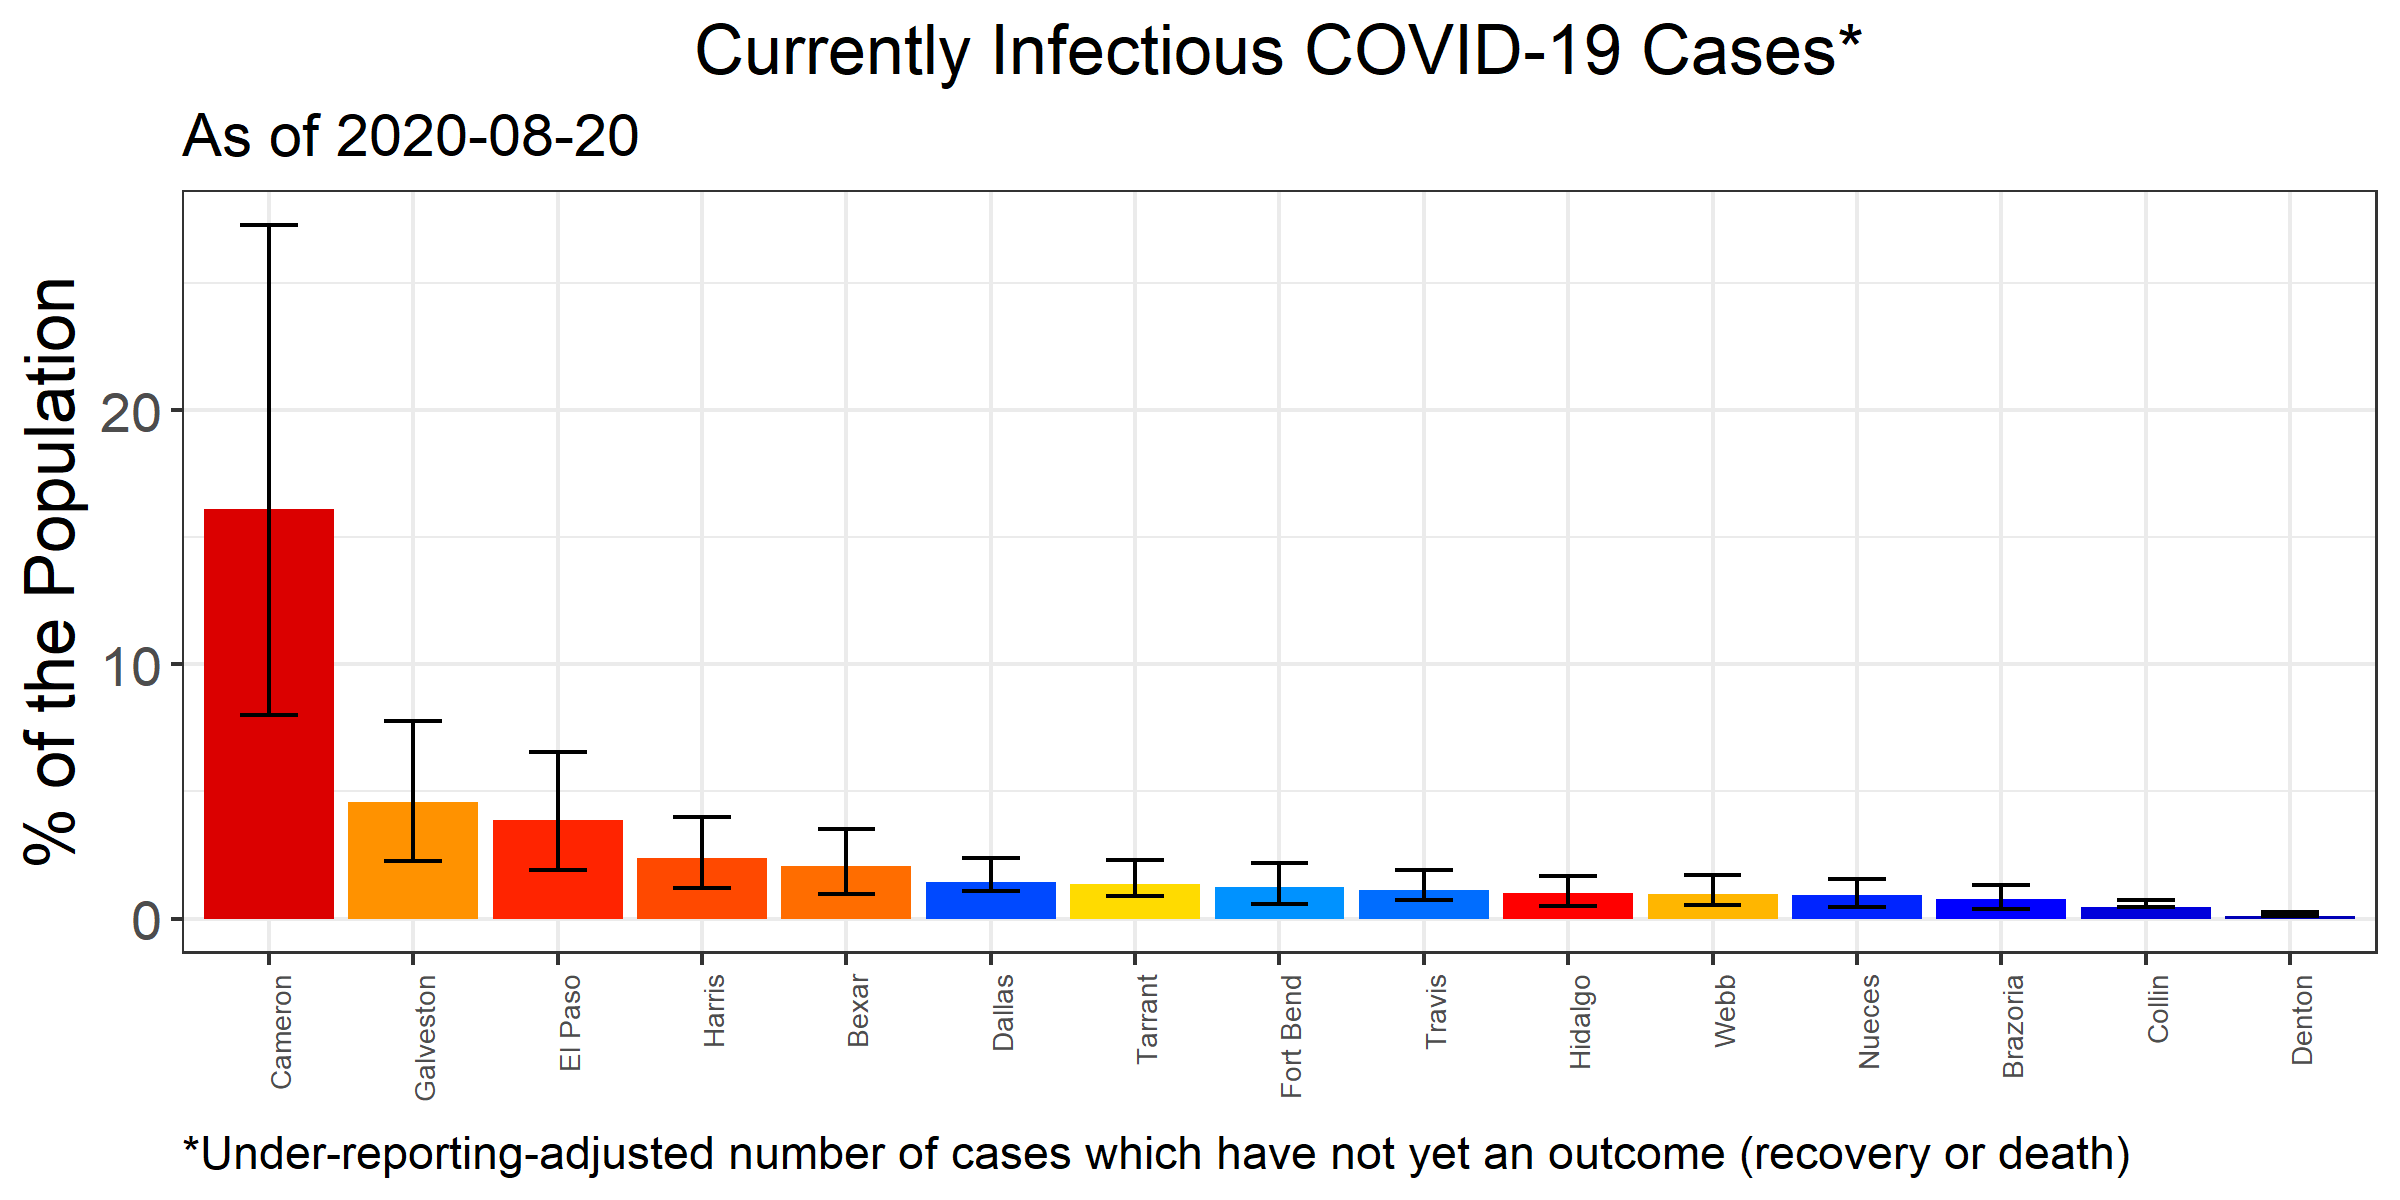 Currently Infectious COVID-19 Cases*
As of 2020-08-20
% of the Population
20
10
0
Cameron
Galveston
El Paso
Harris
Bexar
Dallas
Tarrant
Fort Bend
Travis
Hidalgo
Webb
Nueces
Brazoria
Collin
Denton
*Under-reporting-adjusted number of cases which have not yet an outcome (recovery or death)